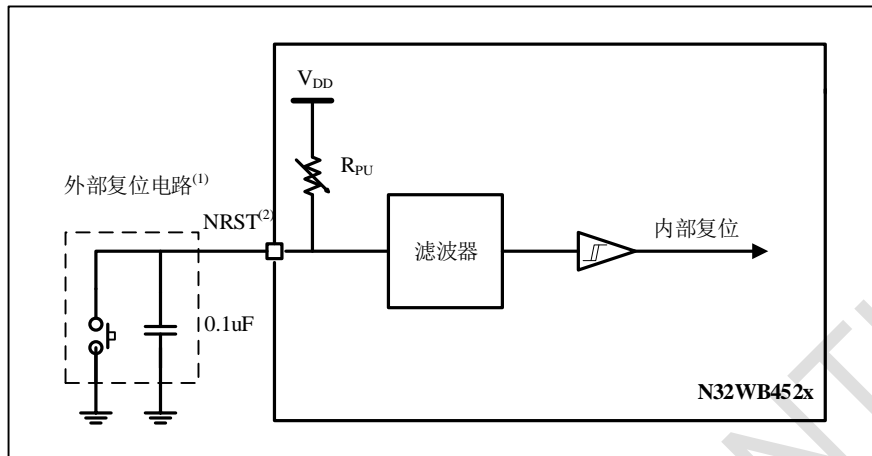 V_DD
R_PU
外部复位电路(1)
NRST(2)
滤波器
内部复位
0.1uF
N32WB452x